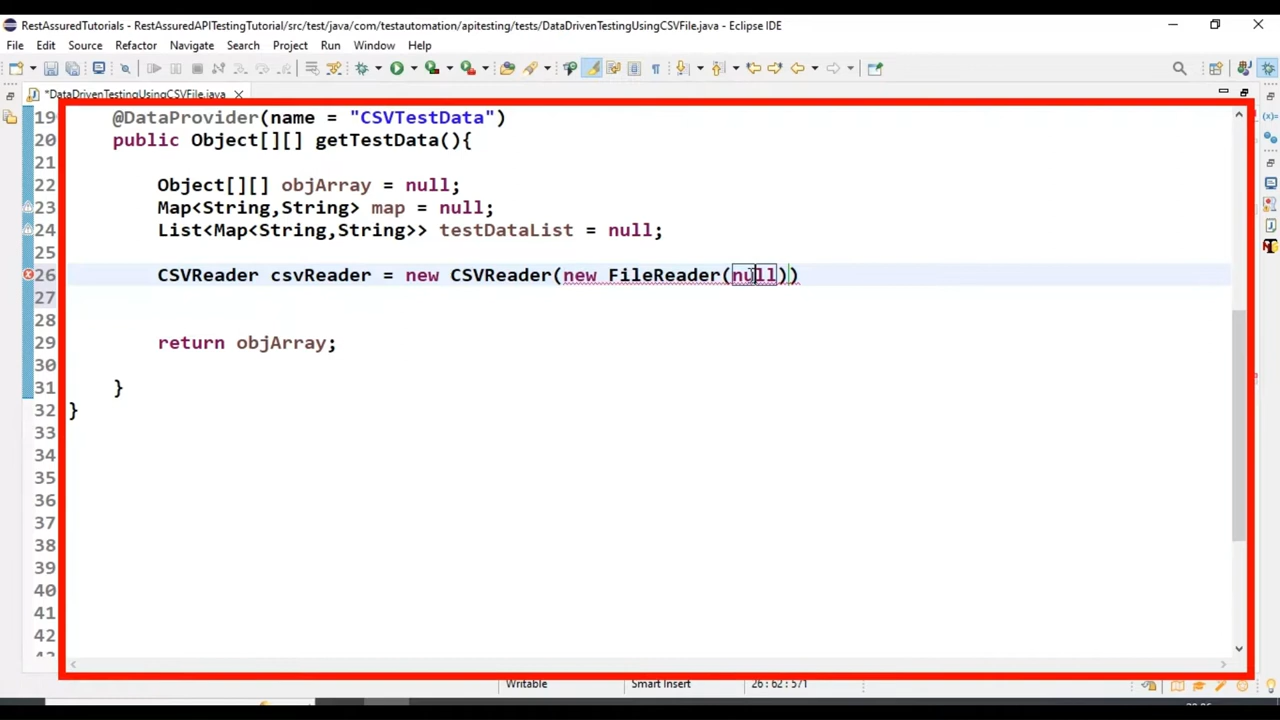 RestAssuredTutorials - RestAssuredAPITestingTutorial/src/test/java/com/testautomation/apitesting/tests/DataDrivenTestingUsingCSVFile.java - Eclipse IDE
File Edit Source Refactor Navigate Search Project Run Window Help
*DataDrivenTestingUsingCSVFile.java
19 @DataProvider(name = "CSVTestData")
20 public Object[][] getTestData(){
21
22 Object[][] objArray = null;
23 Map<String,String> map = null;
24 List<Map<String,String>> testDataList = null;
25
26 CSVReader csvReader = new CSVReader(new FileReader(null))
27
28
29 return objArray;
30
31 }
32 }
33
34
35
36
37
38
39
40
41
42
Writable Smart Insert 26:62:571